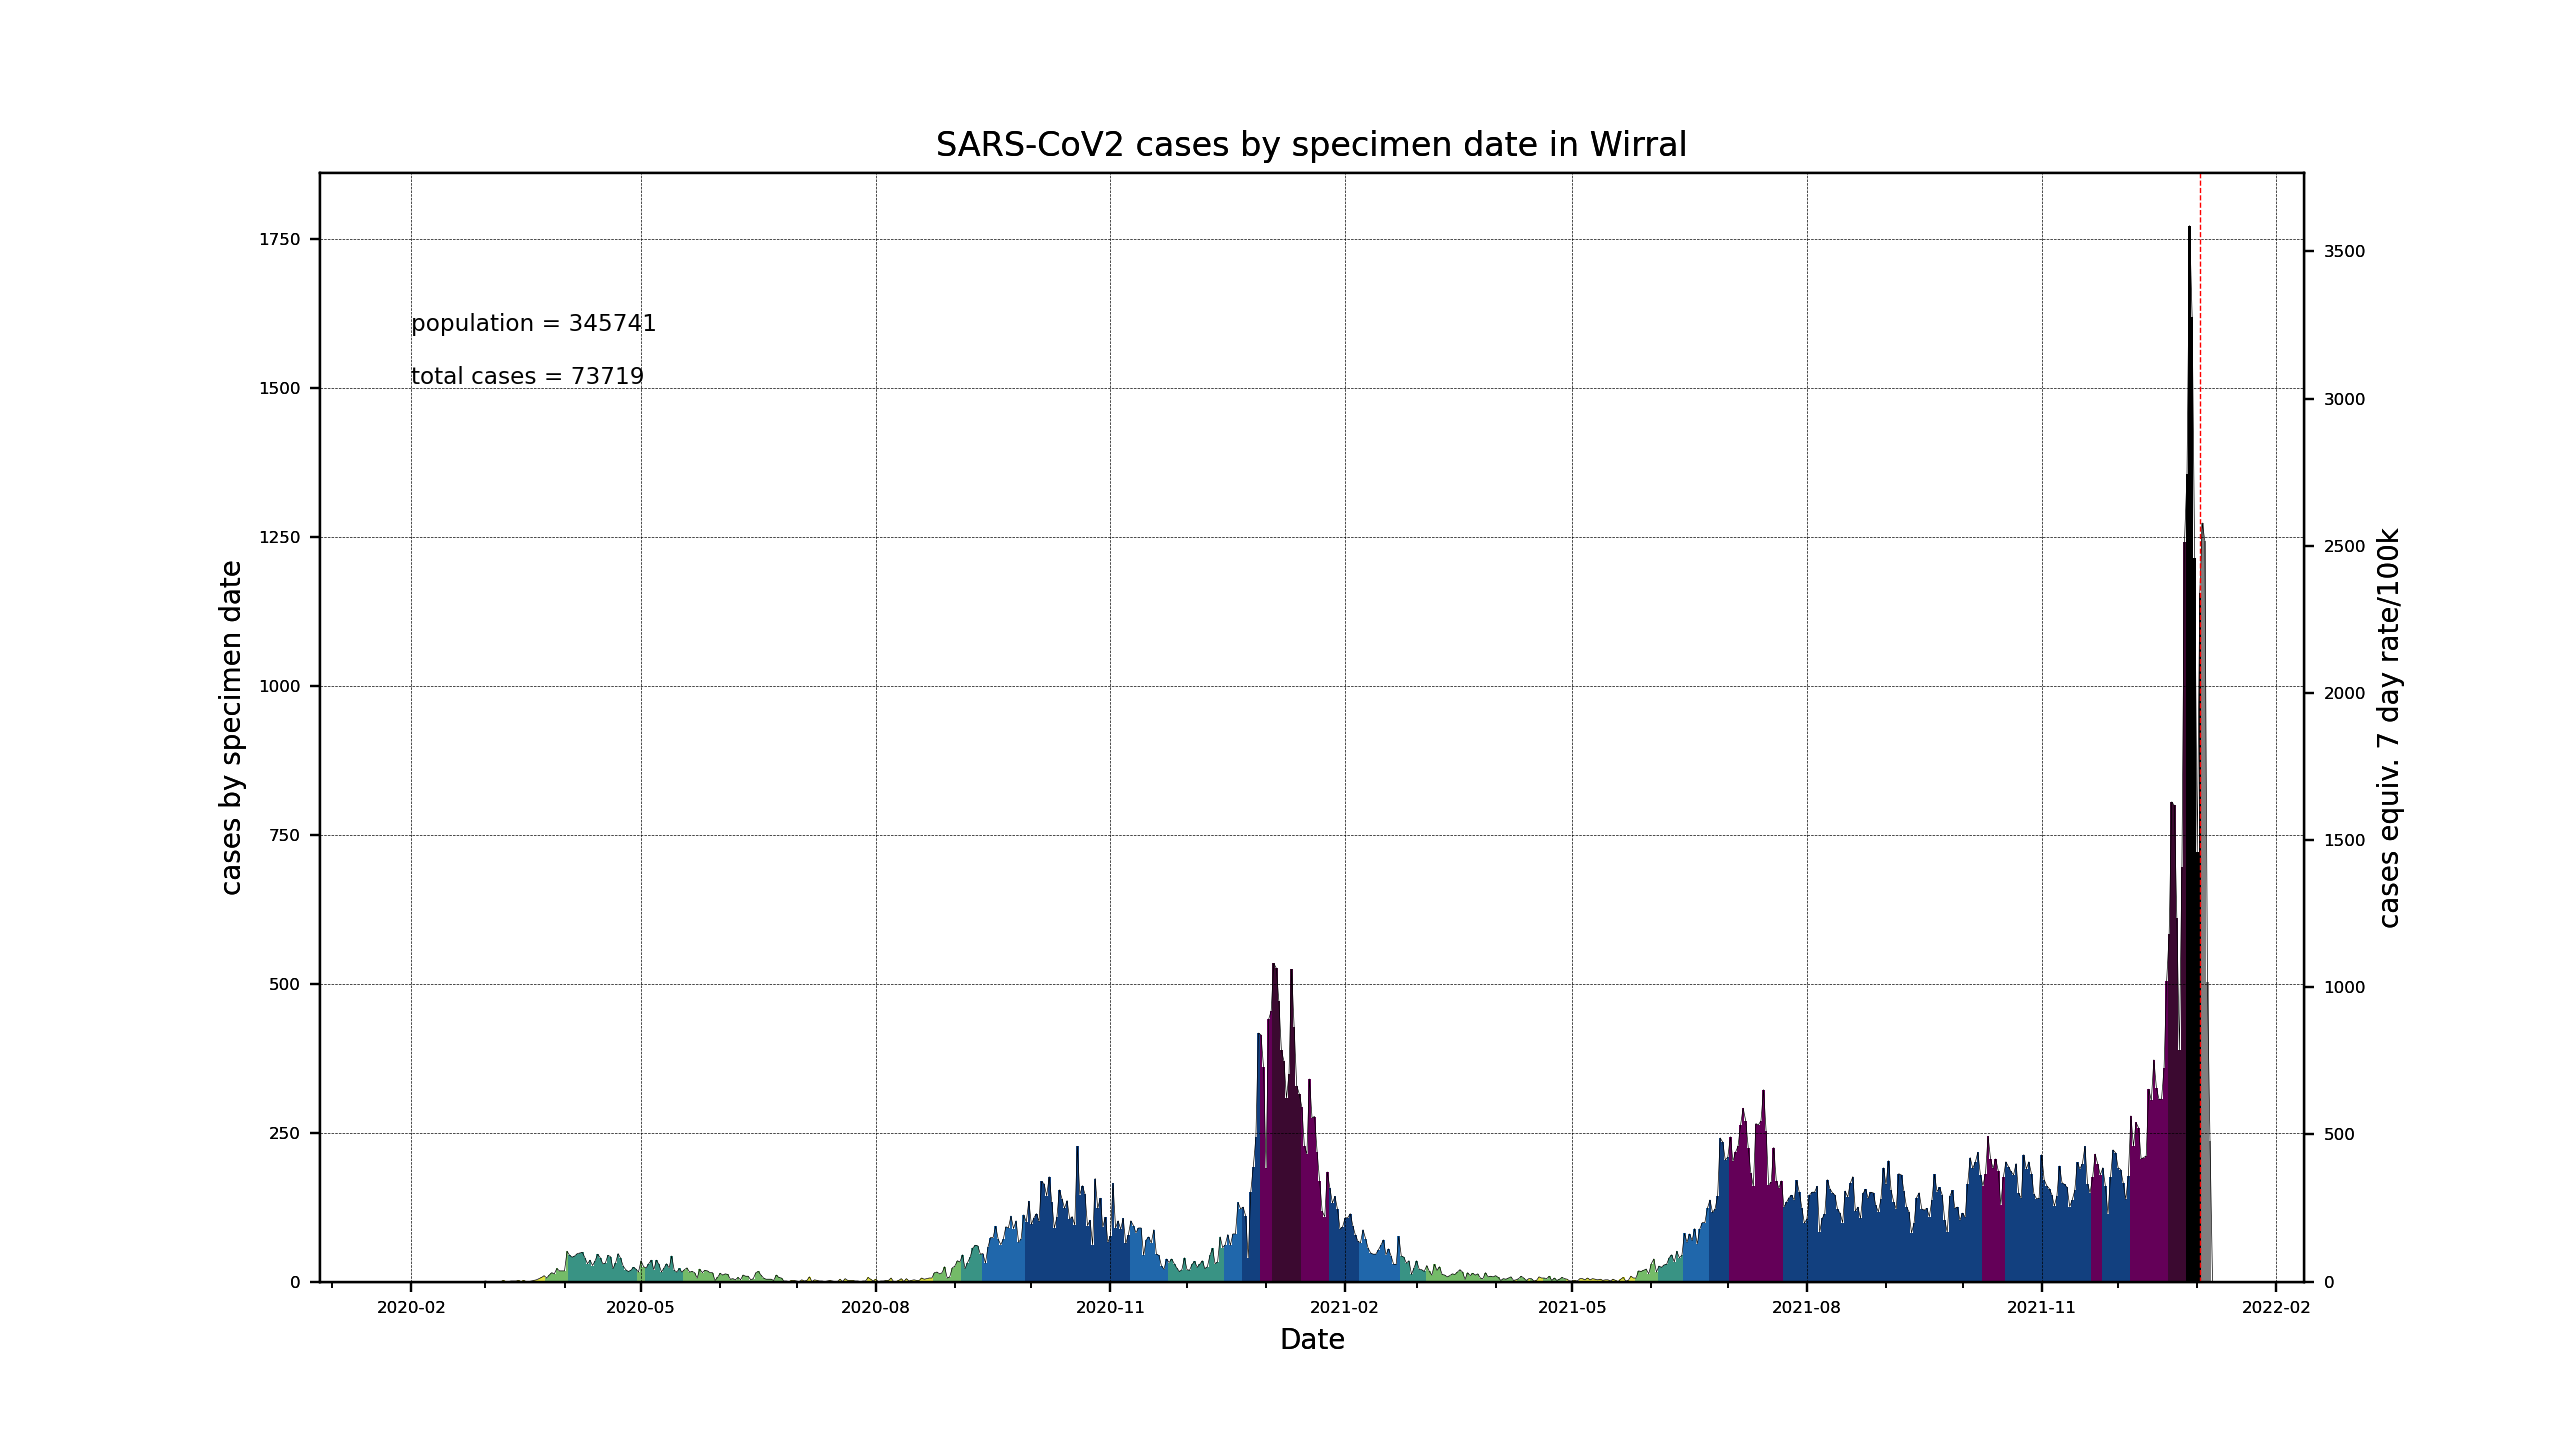 SARS-CoV2 cases by specimen date in Wirral
population = 345741
total cases = 73719
cases by specimen date
1750
1500
1250
1000
750
500
250
0
3500
3000
2500
2000
1500
1000
500
0
cases equiv. 7 day rate/100k
2020-02 2020-05 2020-08 2020-11 2021-02 2021-05 2021-08 2021-11 2022-02
Date